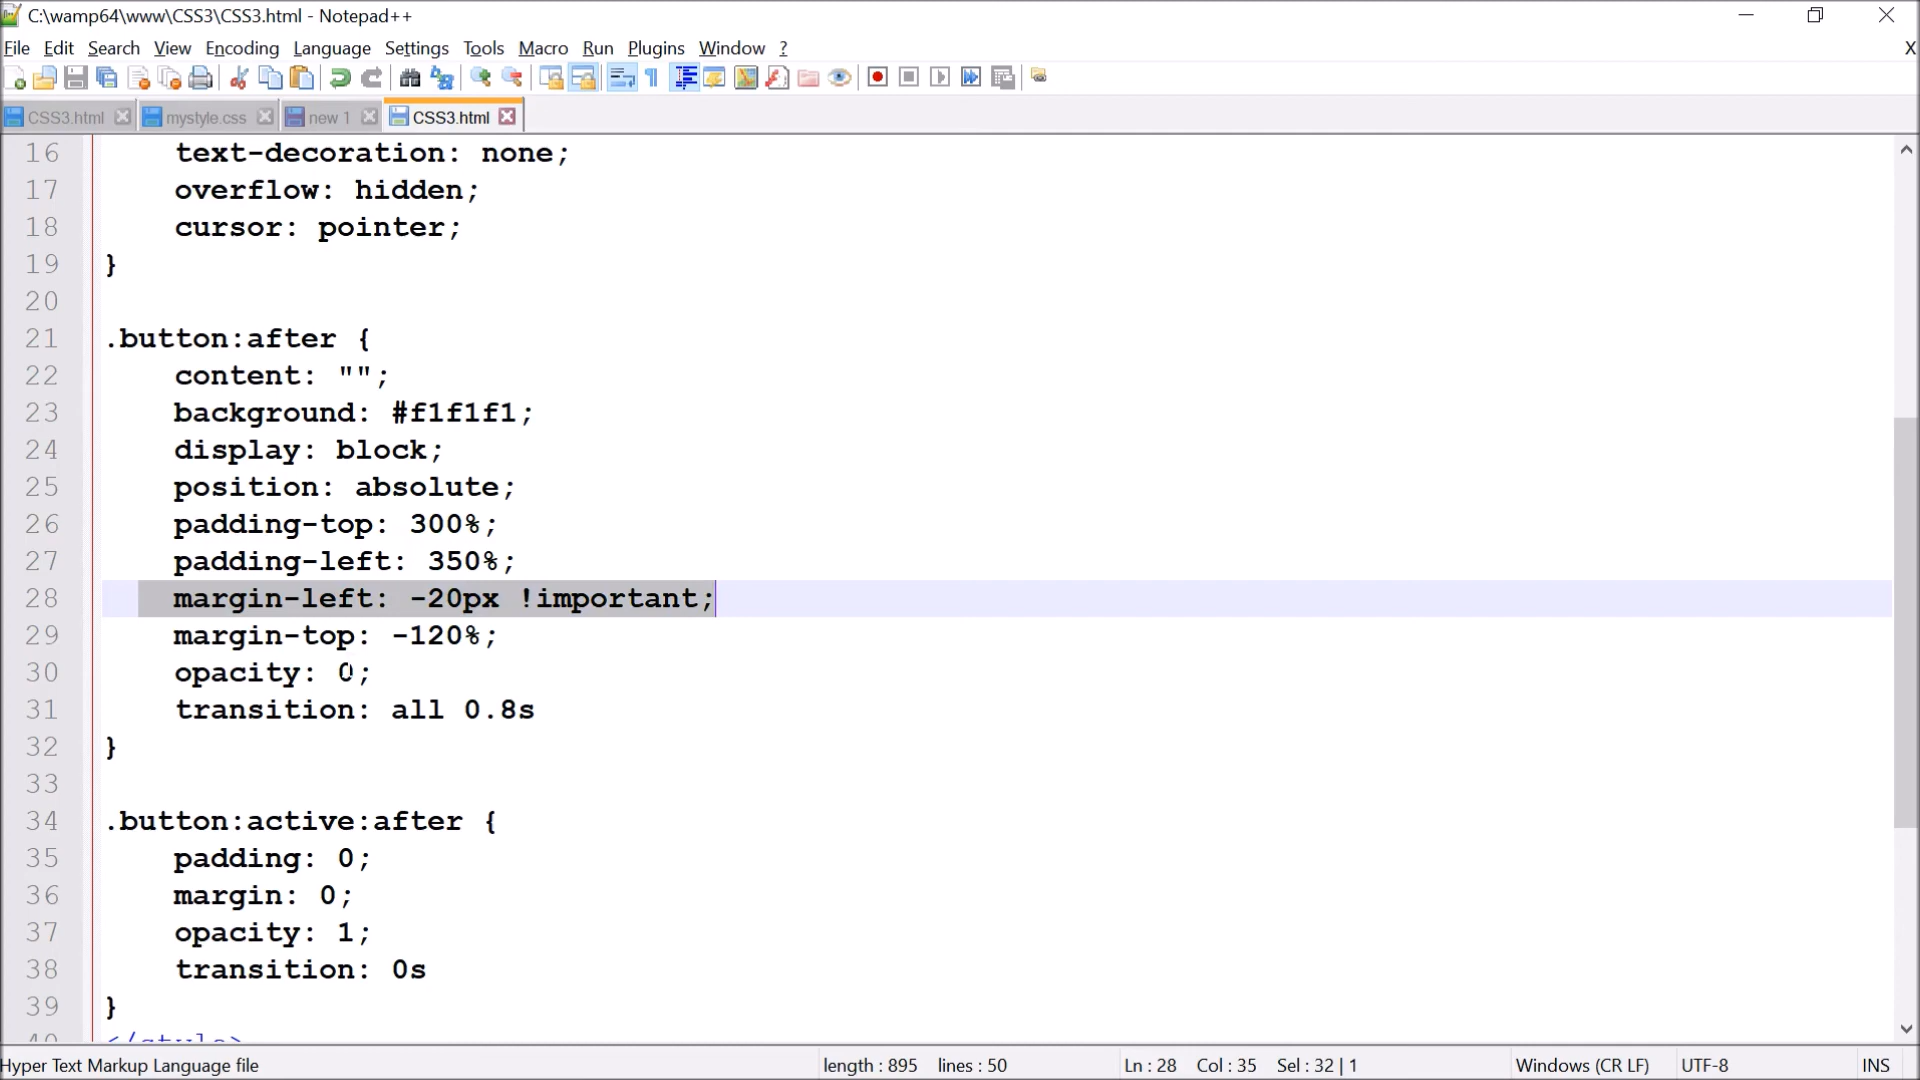 C:\wamp64\www\CSS3\CSS3.html - Notepad++
File Edit Search View Encoding Language Settings Tools Macro Run Plugins Window ? X
CSS3.html mystyle.css new 1 CSS3.html
16 text-decoration: none;
17 overflow: hidden;
18 cursor: pointer;
19 }
20
21 .button:after {
22 content: "";
23 background: #f1f1f1;
24 display: block;
25 position: absolute;
26 padding-top: 300%;
27 padding-left: 350%;
28 margin-left: -20px !important;
29 margin-top: -120%;
30 opacity: 0;
31 transition: all 0.8s
32 }
33
34 .button:active:after {
35 padding: 0;
36 margin: 0;
37 opacity: 1;
38 transition: 0s
39 }
40 </style>
Hyper Text Markup Language file length : 895 lines : 50 Ln : 28 Col : 35 Sel : 32 | 1 Windows (CR LF) UTF-8 INS